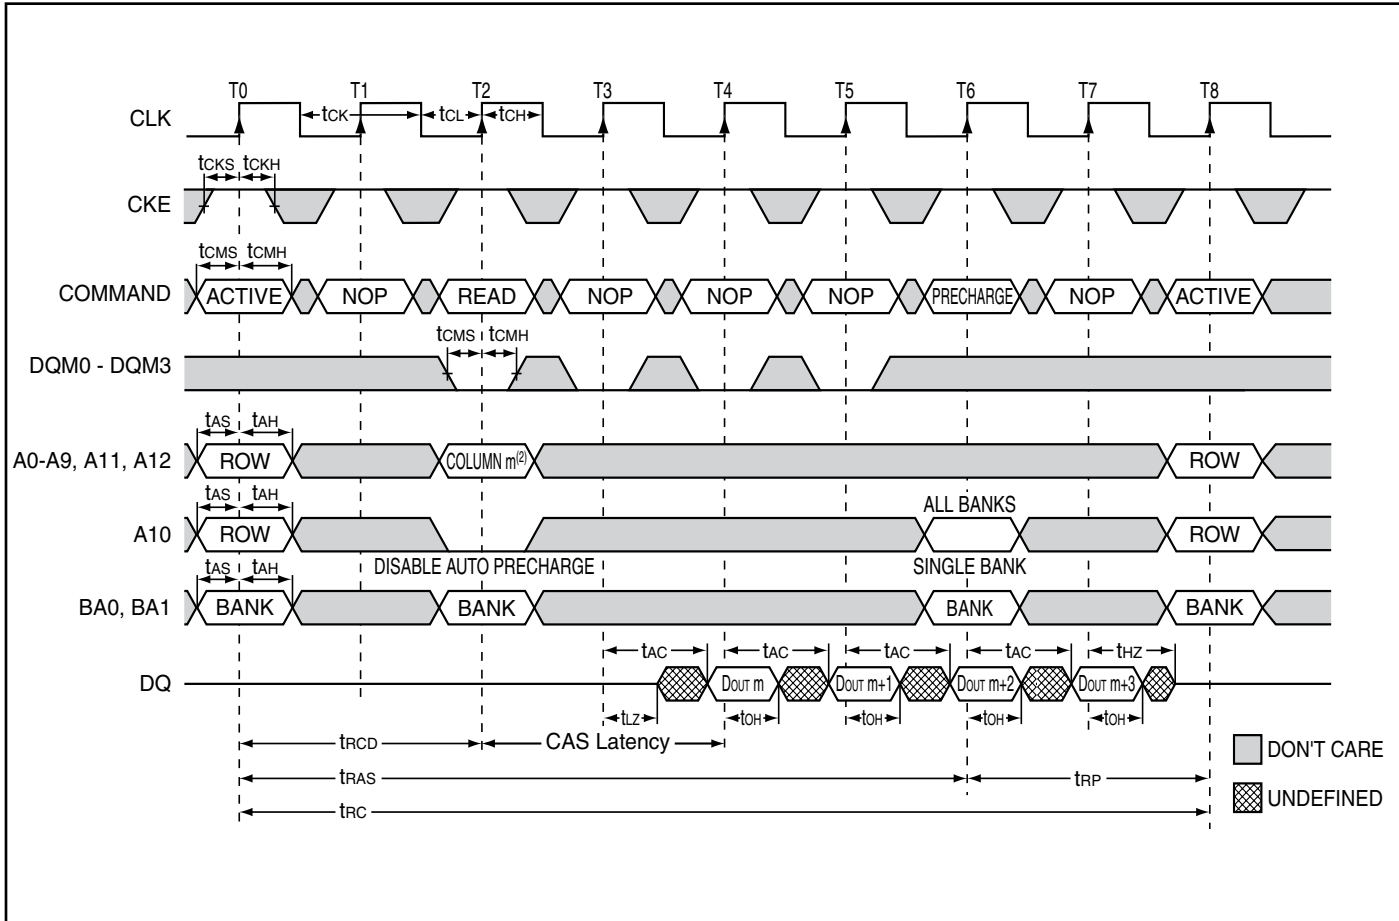 T0 T1 T2 T3 T4 T5 T6 T7 T8
CLK tCK tCL tCH
tCKS tCKH
CKE
tCMS tCMH
COMMAND ACTIVE NOP READ NOP NOP NOP PRECHARGE NOP ACTIVE
tCMS tCMH
DQM0 - DQM3
tAS tAH
A0-A9, A11, A12 ROW COLUMN m(2) ROW
tAS tAH ALL BANKS
A10 ROW ROW
DISABLE AUTO PRECHARGE SINGLE BANK
tAS tAH
BA0, BA1 BANK BANK BANK BANK
tAC tAC tAC tAC tHZ
DQ DOUT m DOUT m+1 DOUT m+2 DOUT m+3
tLZ tOH tOH tOH tOH
tRCD CAS Latency
DON'T CARE
tRAS tRP
UNDEFINED
tRC